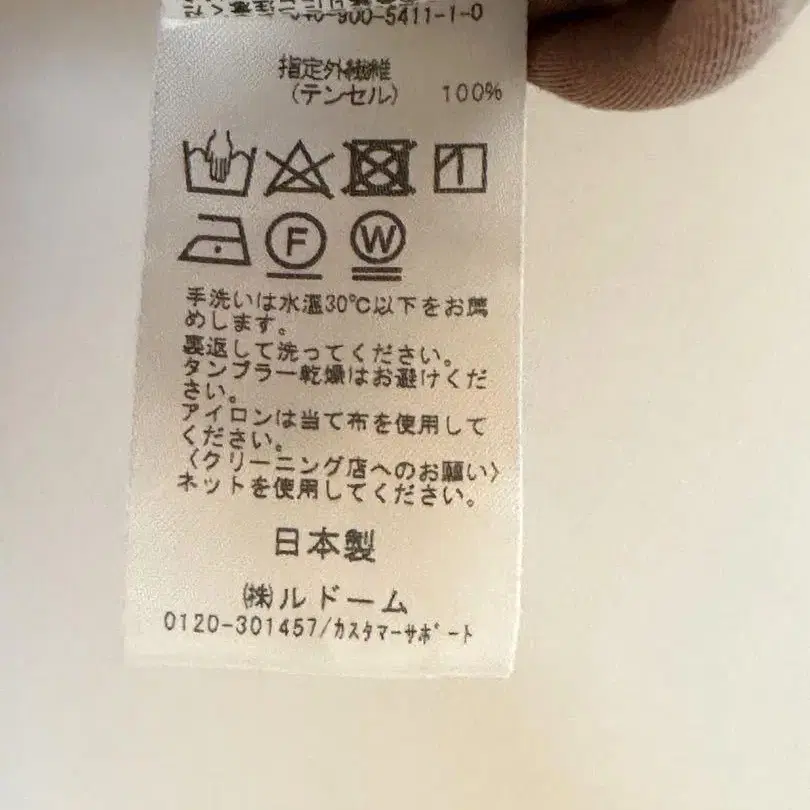 -900-5411-1-0
指定外繊維
(テンセル) 100%
F W
手洗いは水温30℃以下をお薦
めします。
裏返して洗ってください。
タンブラー乾燥はお避けくだ
さい。
アイロンは当て布を使用して
ください。
〈クリーニング店へのお願い〉
ネットを使用してください。
日本製
㈱ルドーム
0120-301457/カスタマーサポート